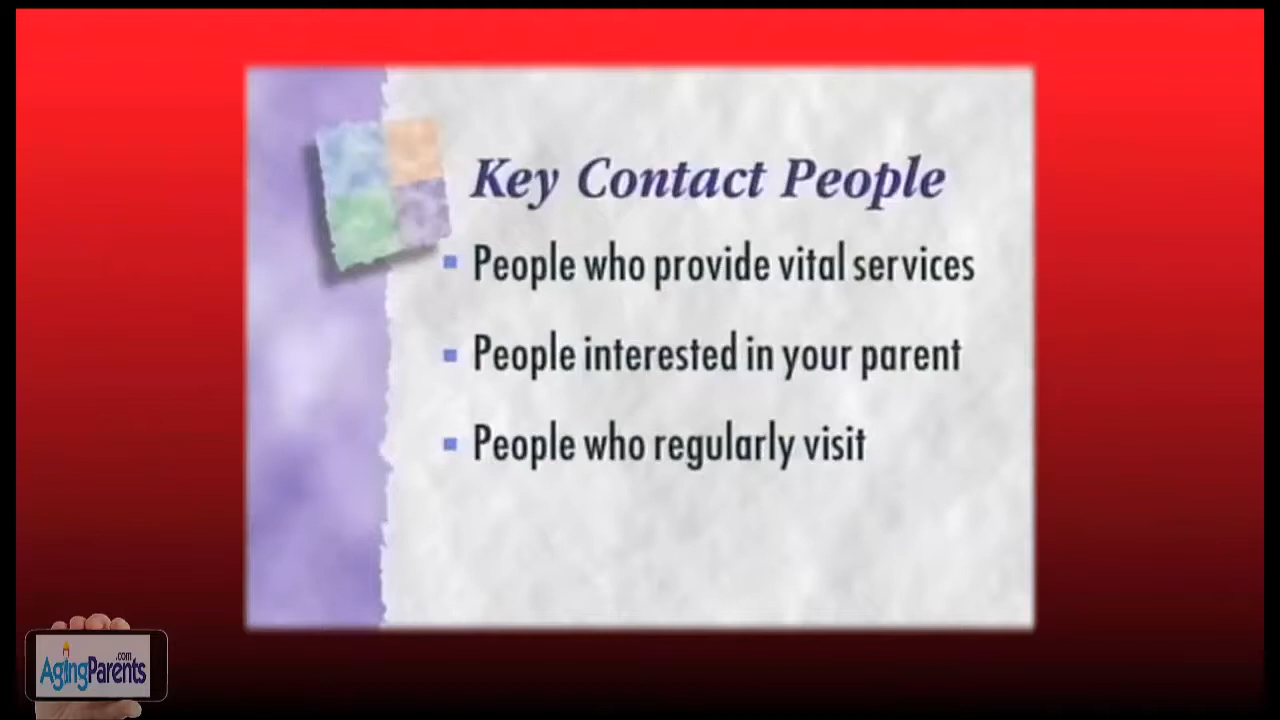 Key Contact People
People who provide vital services
People interested in your parent
People who regularly visit
AgingParents
.com